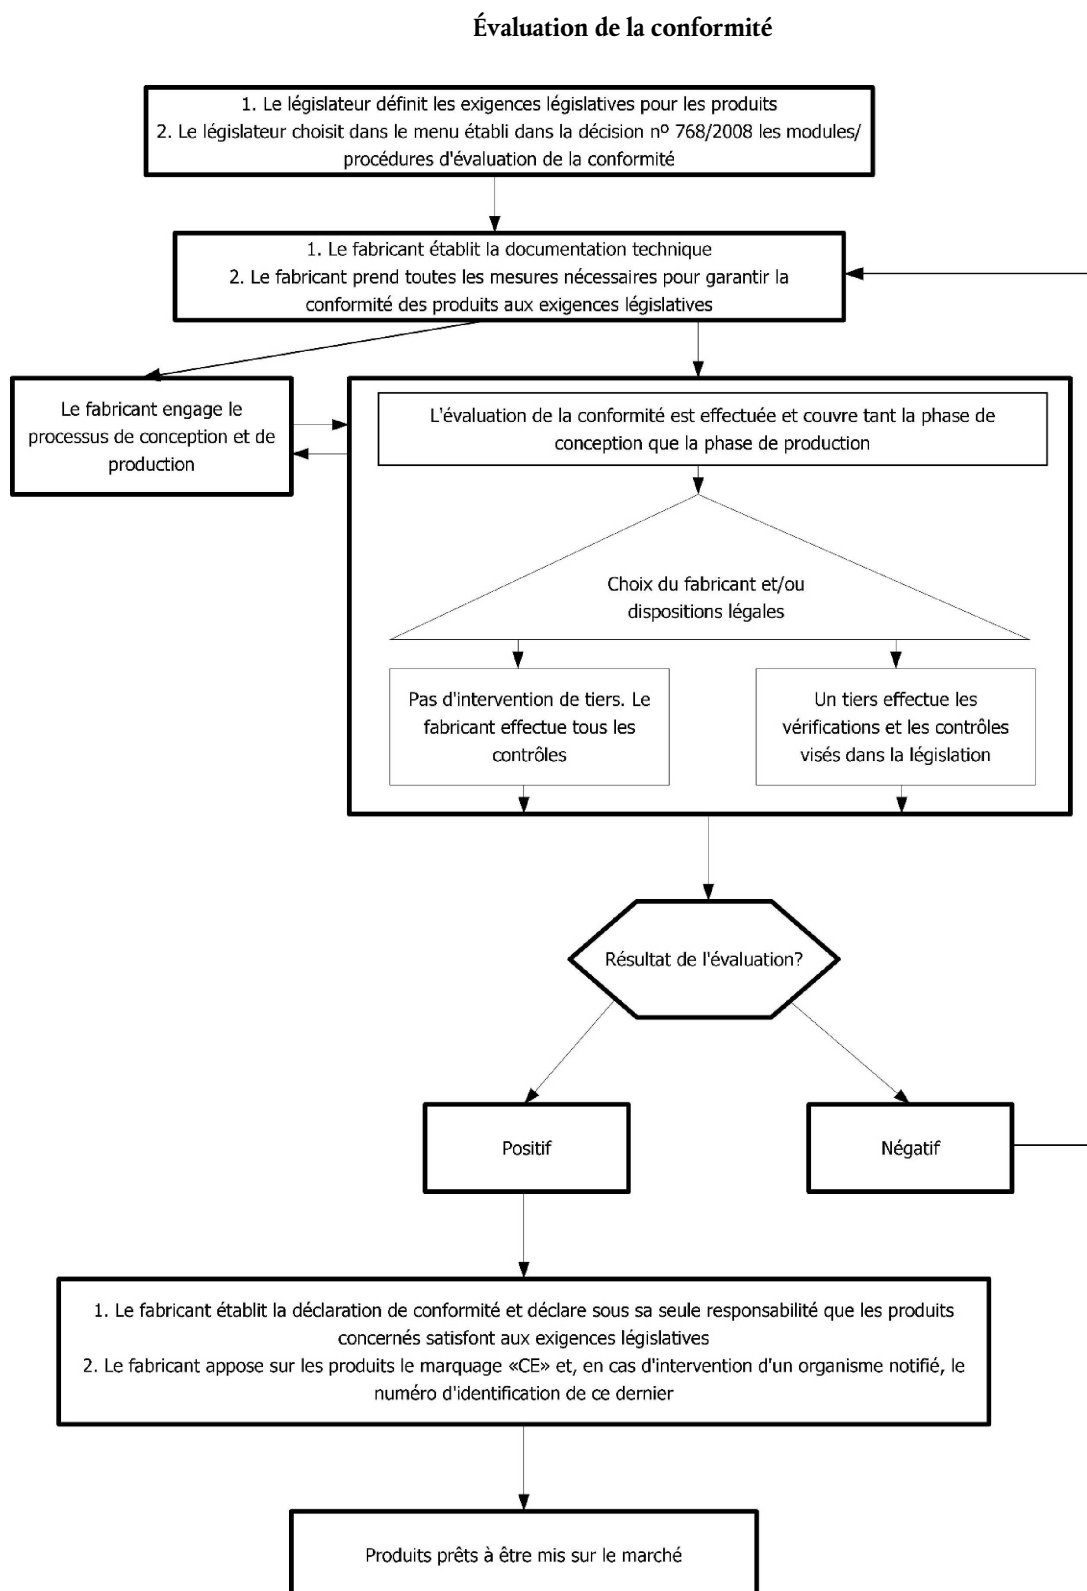 Évaluation de la conformité
1. Le législateur définit les exigences législatives pour les produits
2. Le législateur choisit dans le menu établi dans la décision nº 768/2008 les modules/
procédures d'évaluation de la conformité
1. Le fabricant établit la documentation technique
2. Le fabricant prend toutes les mesures nécessaires pour garantir la
conformité des produits aux exigences législatives
Le fabricant engage le
processus de conception et de
production
L'évaluation de la conformité est effectuée et couvre tant la phase de
conception que la phase de production
Choix du fabricant et/ou
dispositions légales
Pas d'intervention de tiers. Le
fabricant effectue tous les
contrôles
Un tiers effectue les
vérifications et les contrôles
visés dans la législation
Résultat de l'évaluation?
Positif
Négatif
1. Le fabricant établit la déclaration de conformité et déclare sous sa seule responsabilité que les produits
concernés satisfont aux exigences législatives
2. Le fabricant appose sur les produits le marquage «CE» et, en cas d'intervention d'un organisme notifié, le
numéro d'identification de ce dernier
Produits prêts à être mis sur le marché